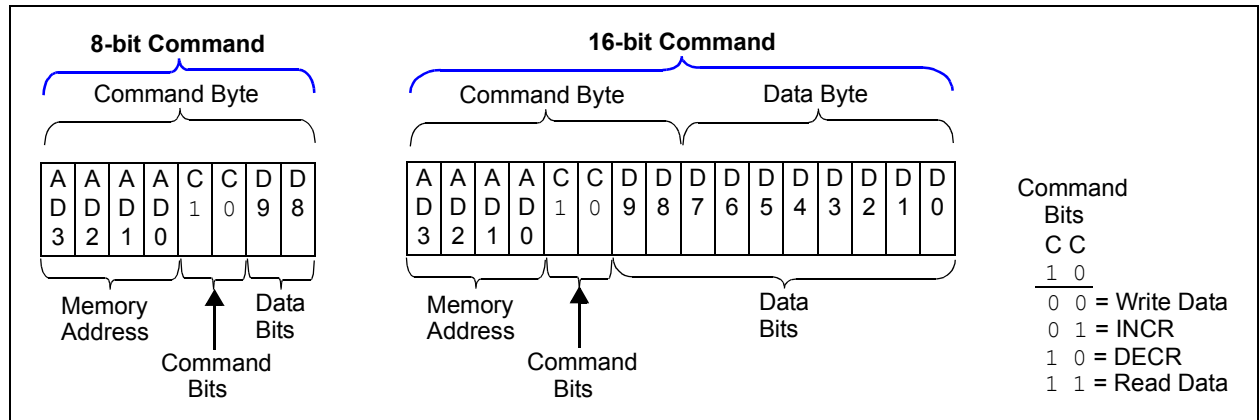 8-bit Command
16-bit Command
Command Byte
Command Byte
Data Byte
A A A A C C D D
D D D D 1 0 9 8
3 2 1 0
A A A A C C D D D D D D D D D D
D D D D 1 0 9 8 7 6 5 4 3 2 1 0
3 2 1 0
Memory Address
Command Bits
Data Bits
Memory Address
Command Bits
Data Bits
Command
Bits
C C
1 0
0 0 = Write Data
0 1 = INCR
1 0 = DECR
1 1 = Read Data